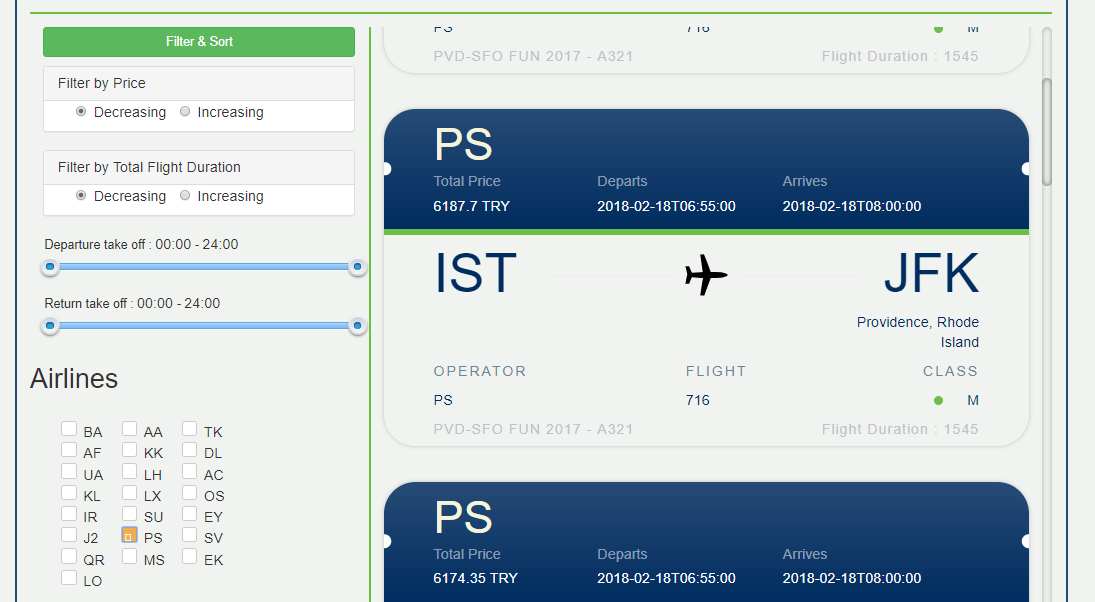 Filter & Sort
Filter by Price
Decreasing Increasing
Filter by Total Flight Duration
Decreasing Increasing
Departure take off : 00:00 - 24:00
Return take off : 00:00 - 24:00
Airlines
BA AA TK
AF KK DL
UA LH AC
KL LX OS
IR SU EY
J2 PS SV
QR MS EK
LO
PS 716 M
PVD-SFO FUN 2017 - A321 Flight Duration : 1545
PS
Total Price Departs Arrives
6187.7 TRY 2018-02-18T06:55:00 2018-02-18T08:00:00
IST JFK
Providence, Rhode
Island
OPERATOR FLIGHT CLASS
PS 716 M
PVD-SFO FUN 2017 - A321 Flight Duration : 1545
PS
Total Price Departs Arrives
6174.35 TRY 2018-02-18T06:55:00 2018-02-18T08:00:00